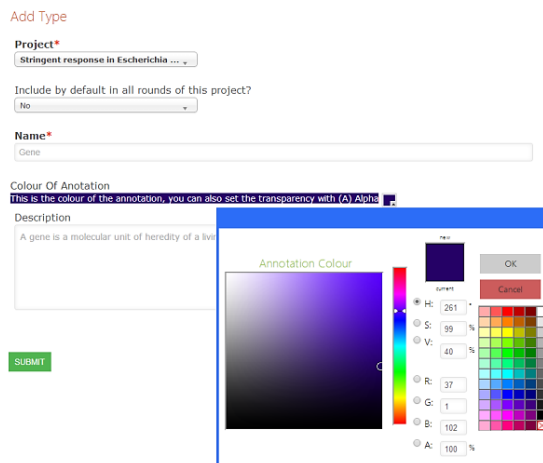 Add Type
Project*
Stringent response in Escherichia ...
Include by default in all rounds of this project?
No
Name*
Gene
Colour Of Anotation
This is the colour of the annotation, you can also set the transparency with (A) Alpha
Description
A gene is a molecular unit of heredity of a livi
SUBMIT
Annotation Colour
new
current
OK
Cancel
H: 261 °
S: 99 %
V: 40 %
R: 37
G: 1
B: 102
A: 100 %